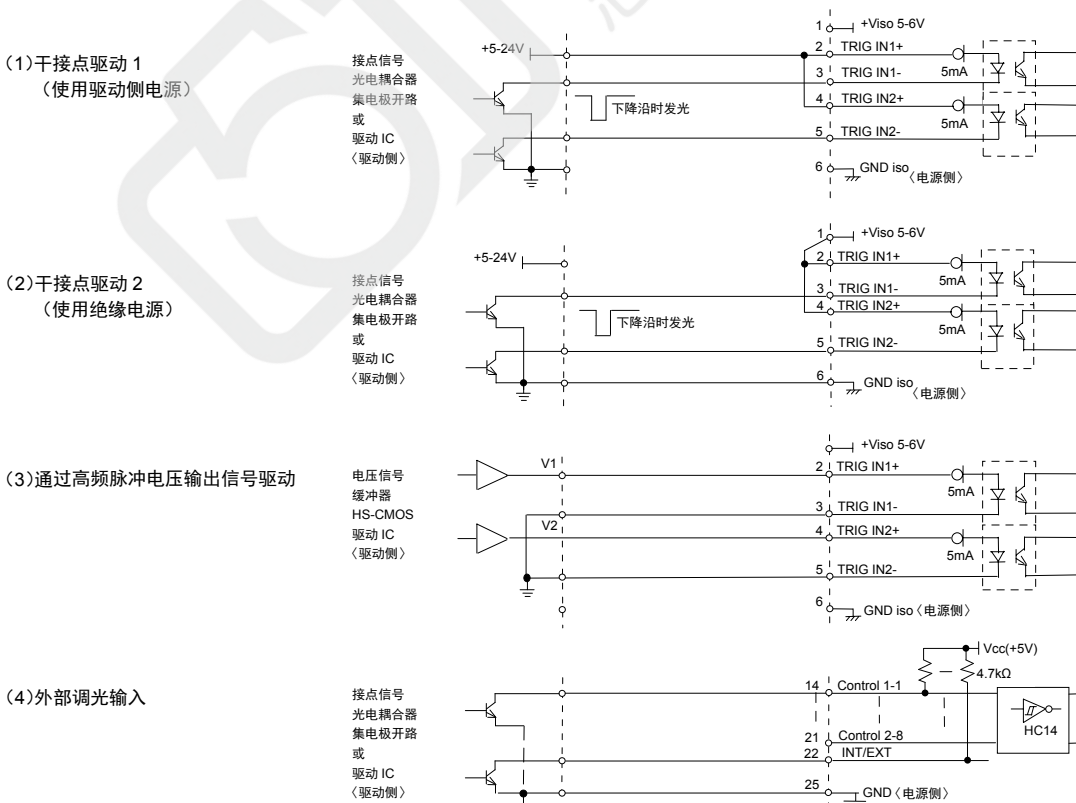 (1)干接点驱动 1
(使用驱动侧电源)
接点信号
光电耦合器
集电极开路
或
驱动 IC
〈驱动侧〉
+5-24V
下降沿时发光
1 +Viso 5-6V
2 TRIG IN1+
5mA
3 TRIG IN1-
4 TRIG IN2+
5mA
5 TRIG IN2-
6 GND iso〈电源侧〉
(2)干接点驱动 2
(使用绝缘电源)
接点信号
光电耦合器
集电极开路
或
驱动 IC
〈驱动侧〉
+5-24V
下降沿时发光
1 +Viso 5-6V
2 TRIG IN1+
5mA
3 TRIG IN1-
4 TRIG IN2+
5mA
5 TRIG IN2-
6 GND iso〈电源侧〉
(3)通过高频脉冲电压输出信号驱动
电压信号
缓冲器
HS-CMOS
驱动 IC
〈驱动侧〉
V1
V2
+Viso 5-6V
2 TRIG IN1+
5mA
3 TRIG IN1-
4 TRIG IN2+
5mA
5 TRIG IN2-
6 GND iso〈电源侧〉
(4)外部调光输入
接点信号
光电耦合器
集电极开路
或
驱动 IC
〈驱动侧〉
Vcc(+5V)
4.7kΩ
14 Control 1-1
HC14
21 Control 2-8
22 INT/EXT
25 GND〈电源侧〉